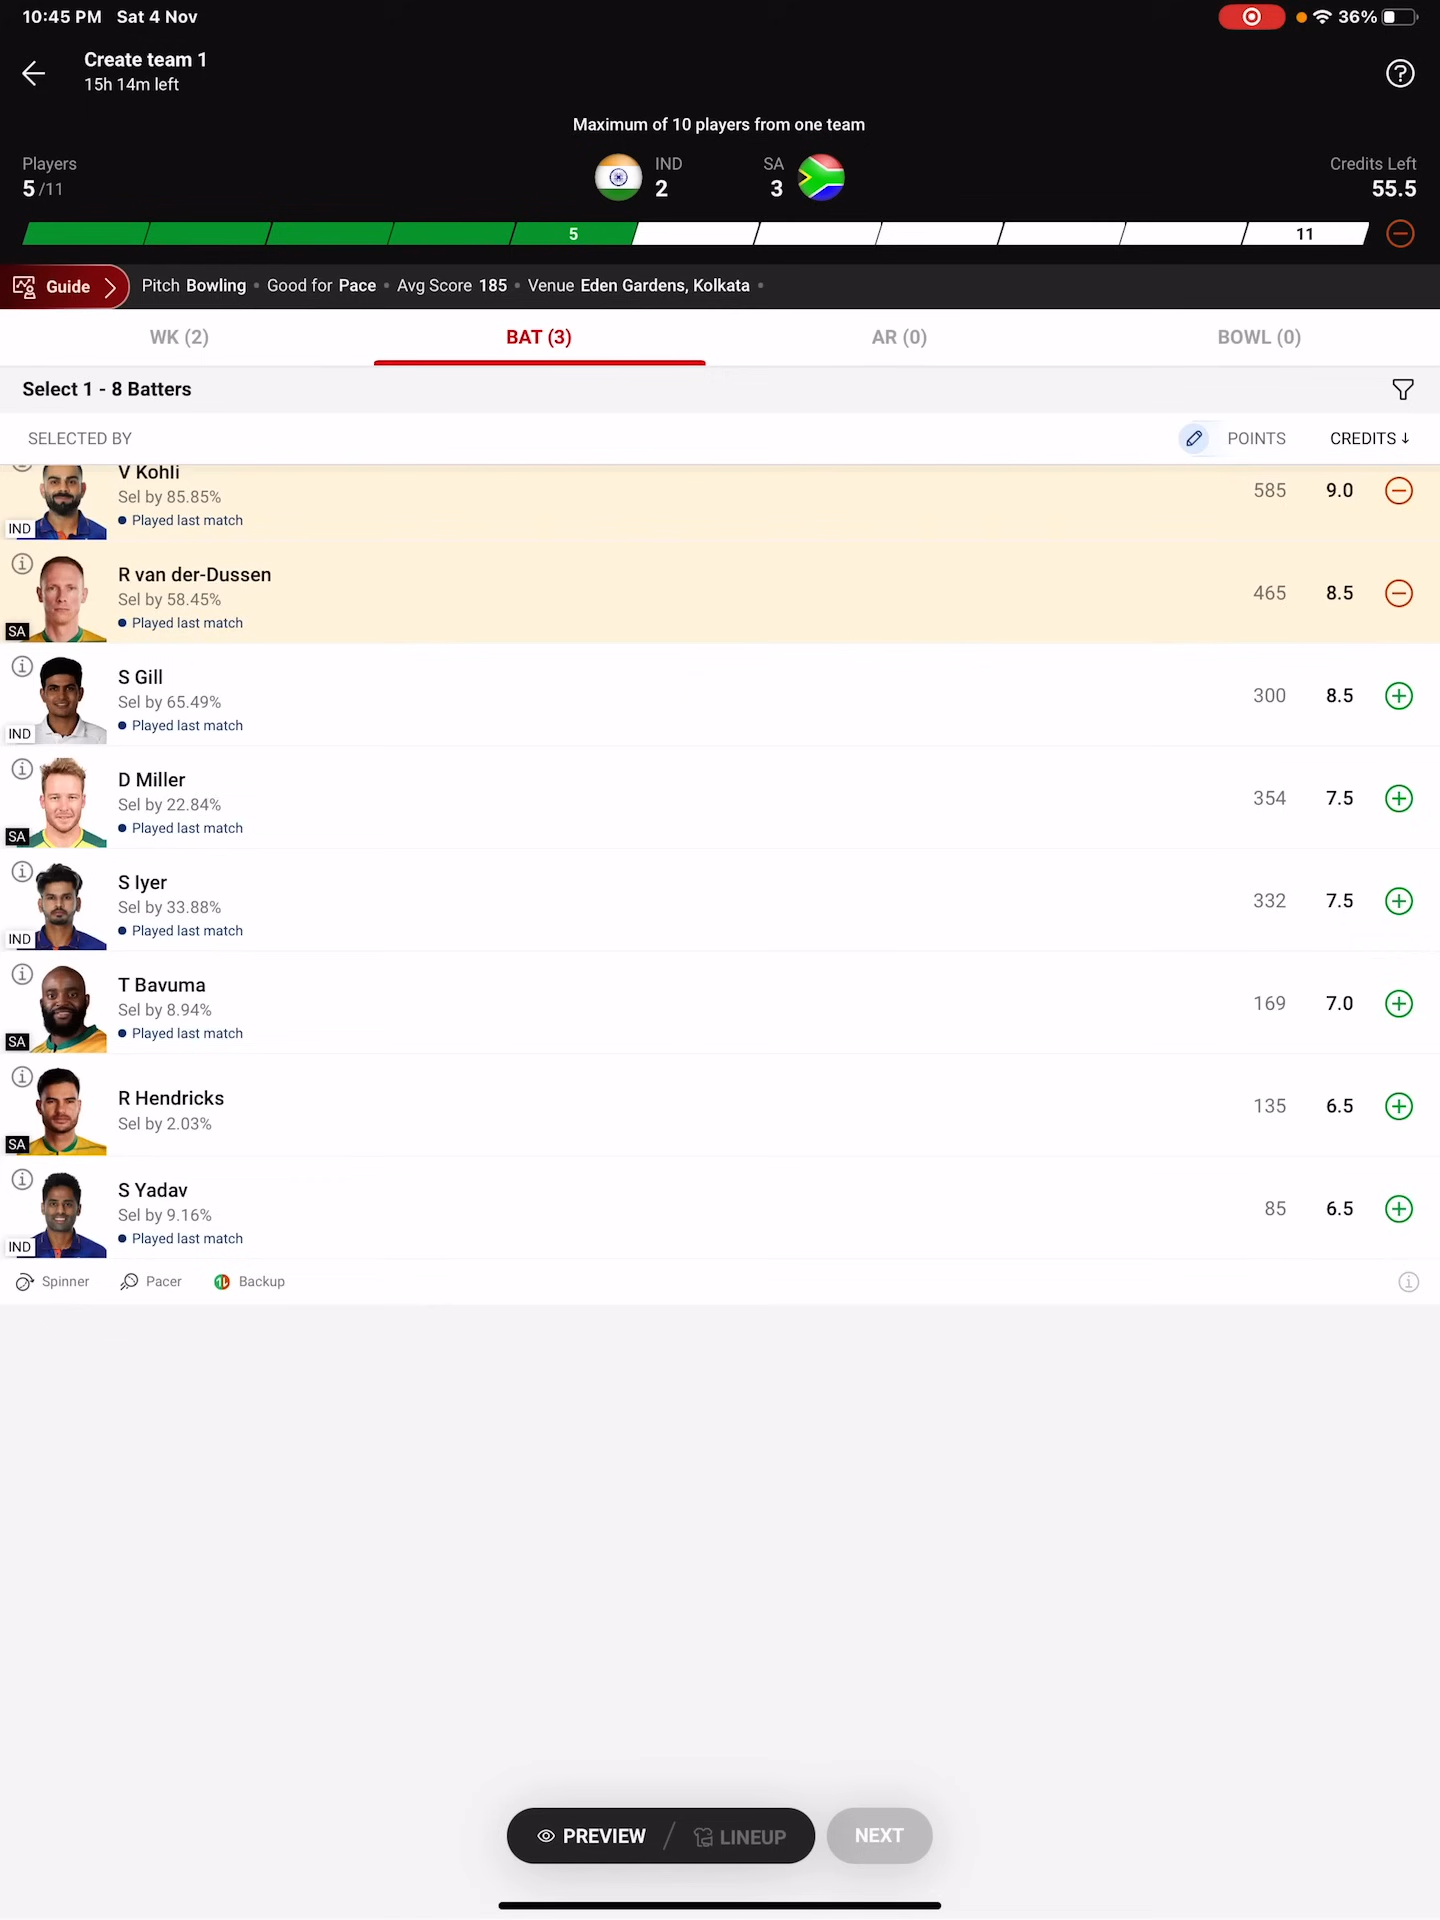 10:45 PM Sat 4 Nov
36%
Create team 1
15h 14m left
Maximum of 10 players from one team
Players
IND
SA
Credits Left
5/11
2
3
55.5
5
11
Guide
Pitch Bowling • Good for Pace • Avg Score 185 • Venue Eden Gardens, Kolkata •
WK (2)
BAT (3)
AR (0)
BOWL (0)
Select 1 - 8 Batters
SELECTED BY
POINTS
CREDITS ↓
V Kohli
Sel by 85.85%
585
9.0
IND
Played last match
R van der-Dussen
Sel by 58.45%
465
8.5
SA
Played last match
S Gill
Sel by 65.49%
300
8.5
IND
Played last match
D Miller
Sel by 22.84%
354
7.5
SA
Played last match
S Iyer
Sel by 33.88%
332
7.5
IND
Played last match
T Bavuma
Sel by 8.94%
169
7.0
SA
Played last match
R Hendricks
Sel by 2.03%
135
6.5
SA
S Yadav
Sel by 9.16%
85
6.5
IND
Played last match
Spinner
Pacer
Backup
PREVIEW
LINEUP
NEXT